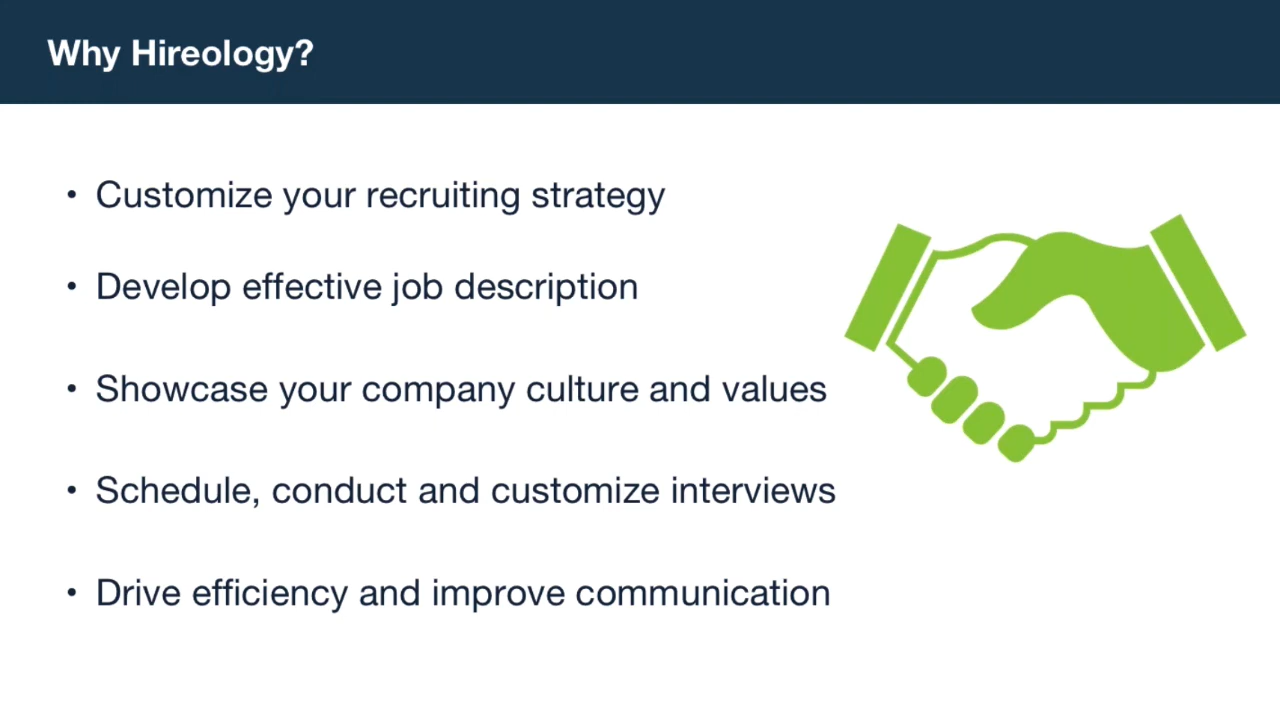 Why Hireology?
• Customize your recruiting strategy
• Develop effective job description
• Showcase your company culture and values
• Schedule, conduct and customize interviews
• Drive efficiency and improve communication